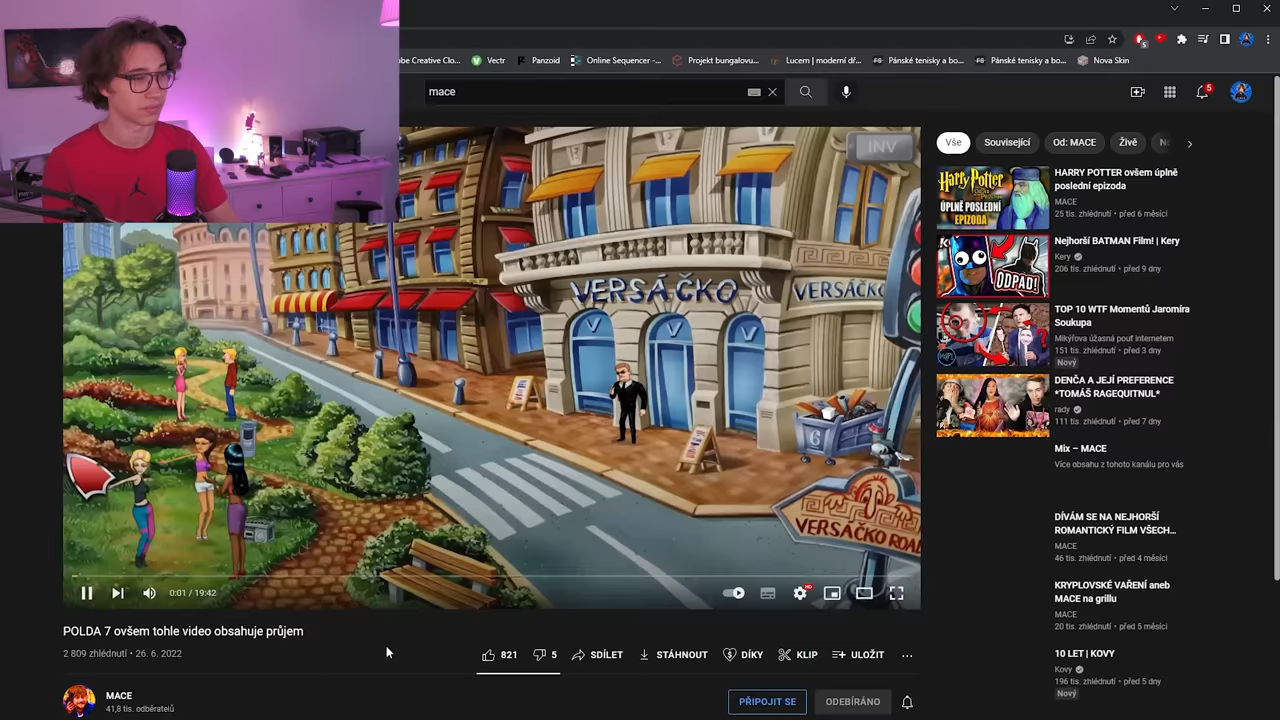 obe Creative Clo...
Vectr
Panzoid
Online Sequencer -...
Projekt bungalovu...
Lucern | moderní dř...
Pánské tenisky a bo...
Pánské tenisky a bo...
Nova Skin
mace
5
INV
VERSÁČKO
VERSÁČKO
6
VERSÁČKO ROAD
0:01 / 19:42
HD
POLDA 7 ovšem tohle video obsahuje průjem
2 809 zhlédnutí • 26. 6. 2022
821
5
SDÍLET
STÁHNOUT
DÍKY
KLIP
ULOŽIT
MACE
41,8 tis. odběratelů
PŘIPOJIT SE
ODEBÍRÁNO
Vše
Související
Od: MACE
Živě
Harry Potter
ÚPLNĚ POSLEDNÍ
EPIZODA
HARRY POTTER ovšem úplně
poslední epizoda
MACE
25 tis. zhlédnutí • před 6 měsíci
ODPAD!
Nejhorší BATMAN Film! | Kery
Kery
206 tis. zhlédnutí • před 9 dny
TOP 10 WTF Momentů Jaromíra
Soukupa
Mikýřova úžasná pouť internetem
151 tis. zhlédnutí • před 3 dny
Nový
DENČA A JEJÍ PREFERENCE
*TOMÁŠ RAGEQUITNUL*
rady
111 tis. zhlédnutí • před 7 dny
Mix – MACE
Více obsahu z tohoto kanálu pro vás
DÍVÁM SE NA NEJHORŠÍ
ROMANTICKÝ FILM VŠECH...
MACE
46 tis. zhlédnutí • před 4 měsíci
KRYPLOVSKÉ VAŘENÍ aneb
MACE na grillu
MACE
20 tis. zhlédnutí • před 5 měsíci
10 LET | KOVY
Kovy
196 tis. zhlédnutí • před 5 dny
Nový